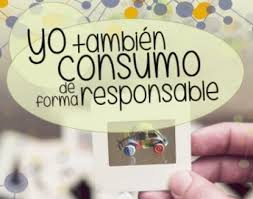 yo también
consumo
de forma responsable